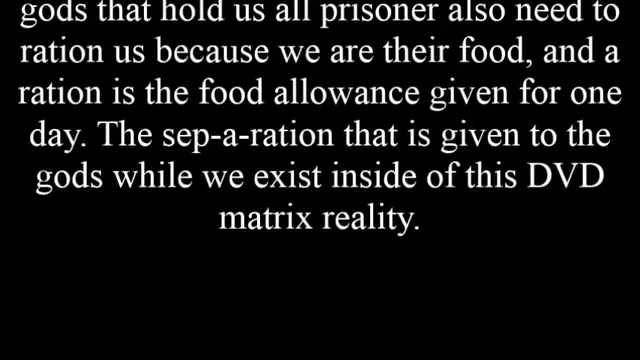 gods that hold us all prisoner also need to
ration us because we are their food, and a
ration is the food allowance given for one
day. The sep-a-ration that is given to the
gods while we exist inside of this DVD
matrix reality.